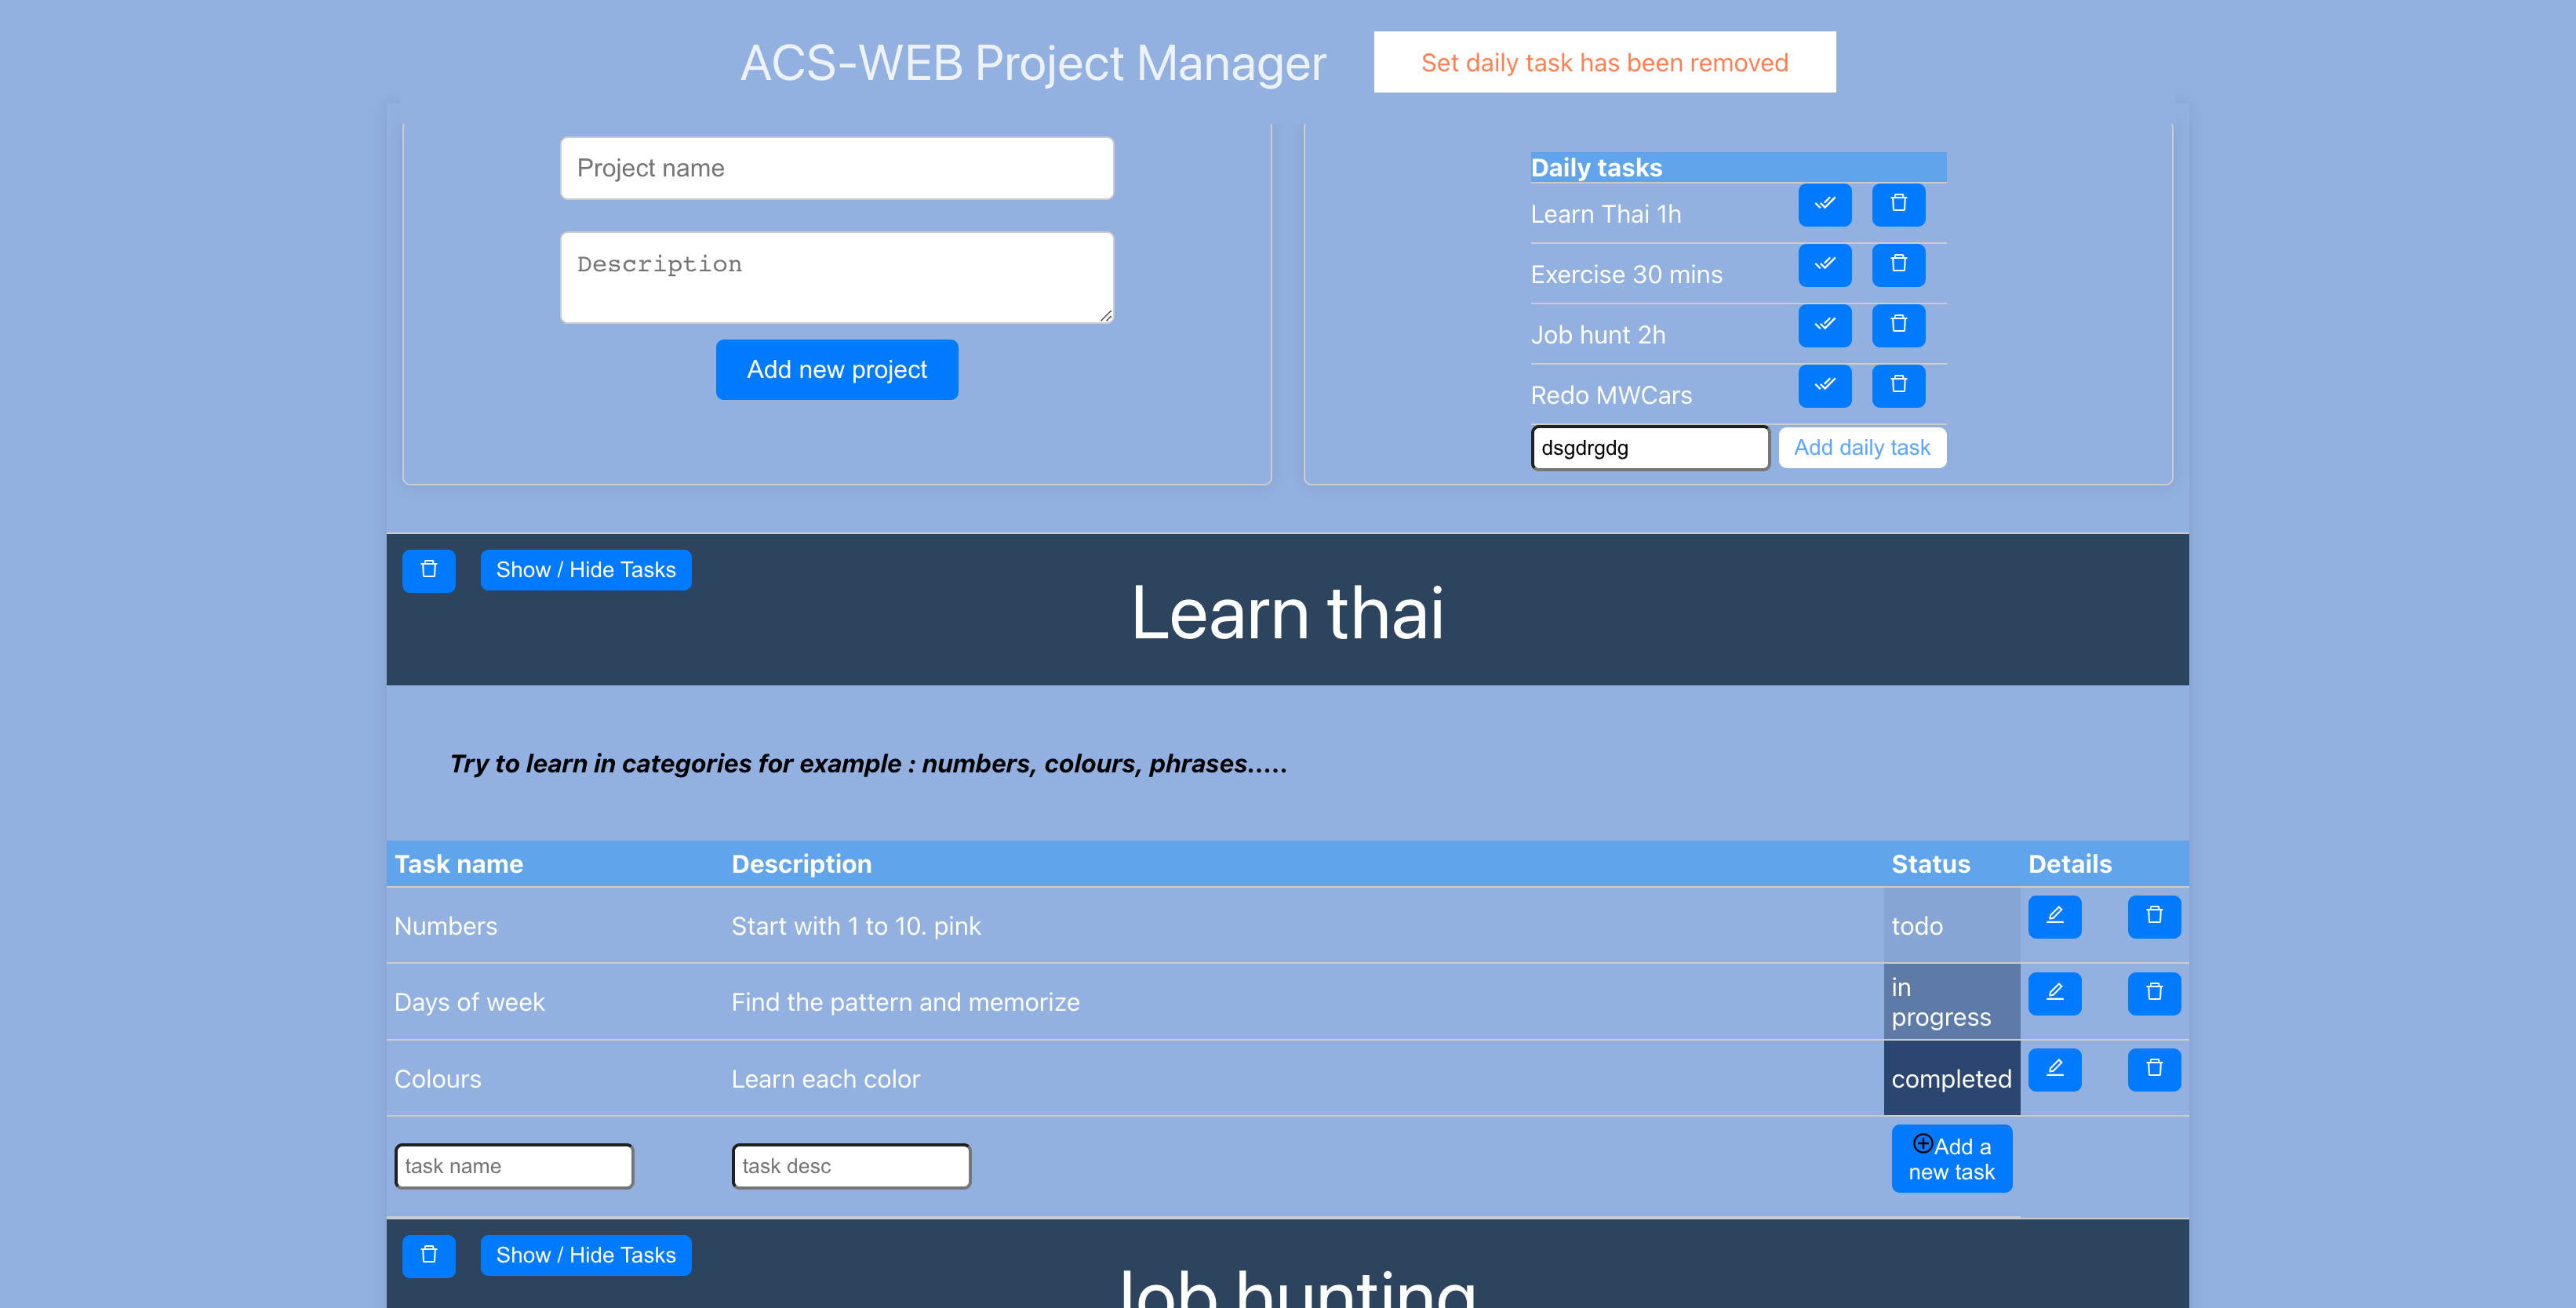 ACS-WEB Project Manager
Set daily task has been removed
Project name
Description
Add new project
Daily tasks
Learn Thai 1h
Exercise 30 mins
Job hunt 2h
Redo MWCars
dsgdrgdg
Add daily task
Show / Hide Tasks
Learn thai
Try to learn in categories for example : numbers, colours, phrases.....
Task name Description Status Details
Numbers Start with 1 to 10. pink todo
Days of week Find the pattern and memorize in
progress
Colours Learn each color completed
task name task desc Add a
new task
Show / Hide Tasks
Job hunting